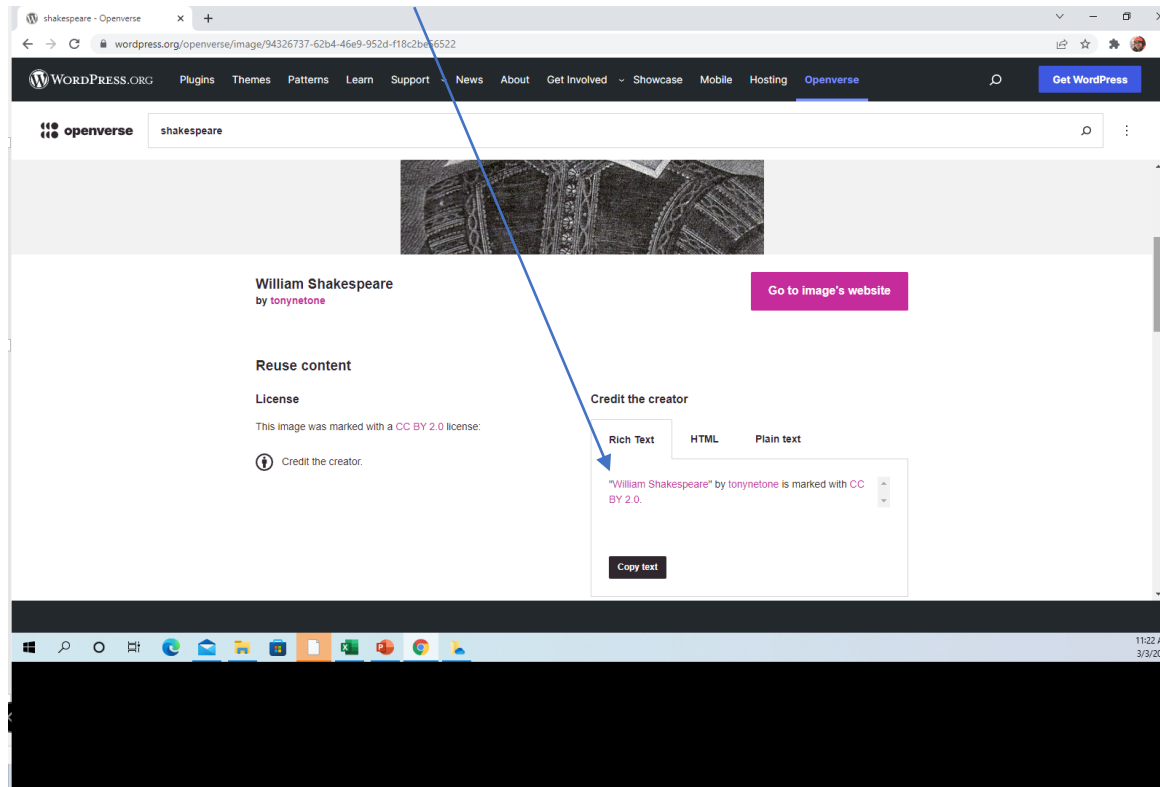 shakespeare - Openverse
wordpress.org/openverse/image/94326737-62b4-46e9-952d-f18c2be56522
WORDPRESS.ORG Plugins Themes Patterns Learn Support News About Get Involved Showcase Mobile Hosting Openverse Get WordPress
openverse shakespeare
William Shakespeare Go to image's website
by tonynetone
Reuse content
License Credit the creator
This image was marked with a CC BY 2.0 license:
Rich Text HTML Plain text
Credit the creator.
"William Shakespeare" by tonynetone is marked with CC
BY 2.0.
Copy text
11:22 A
3/3/20